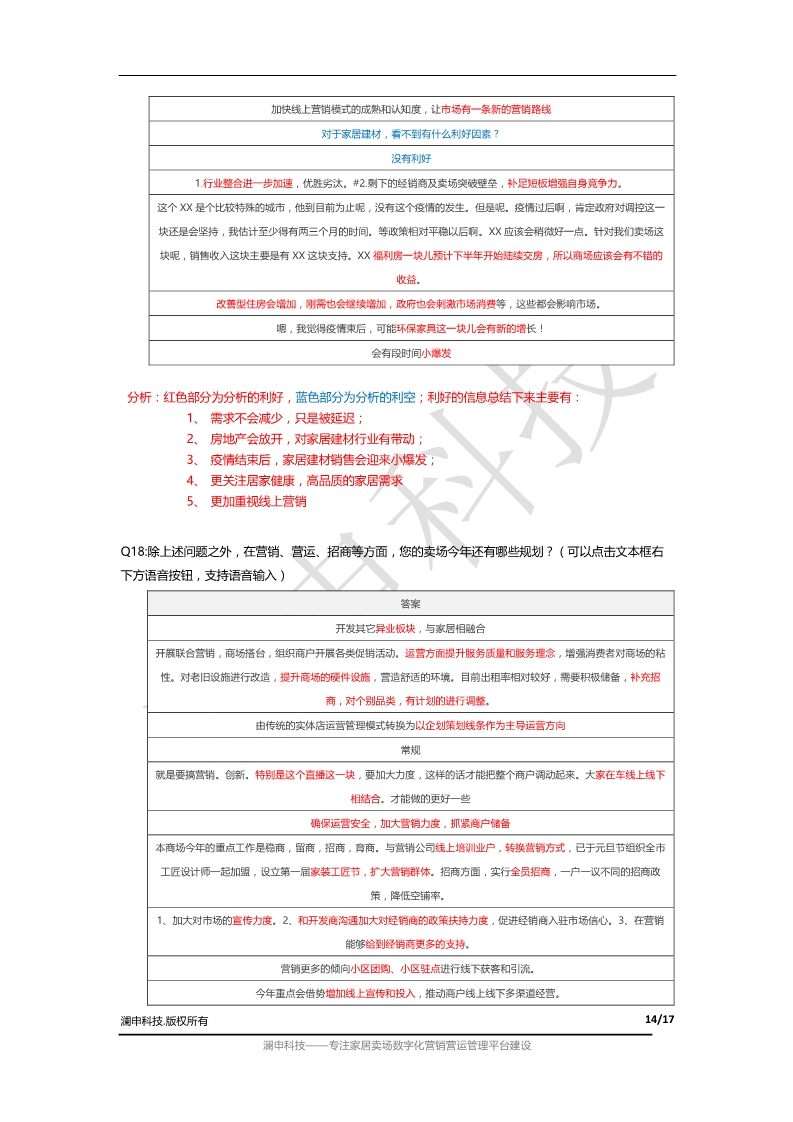 加快线上营销模式的成熟和认知度，让市场有一条新的营销路线
对于家居建材，看不到有什么利好因素？
没有利好
1.行业整合进一步加速，优胜劣汰。#2.剩下的经销商及卖场突破壁垒，补足短板增强自身竞争力。
这个 XX 是个比较特殊的城市，他到目前为止呢，没有这个疫情的发生。但是呢。疫情过后啊，肯定政府对调控这一
块还是会坚持，我估计至少得有两三个月的时间。等政策相对平稳以后啊。XX 应该会稍微好一点。针对我们卖场这
块呢，销售收入这块主要是有 XX 这块支持。XX 福利房一块儿预计下半年开始陆续交房，所以商场应该会有不错的
收益。
改善型住房会增加，刚需也会继续增加，政府也会刺激市场消费等，这些都会影响市场。
嗯，我觉得疫情束后，可能环保家具这一块儿会有新的增长！
会有段时间小爆发
分析：红色部分为分析的利好，蓝色部分为分析的利空；利好的信息总结下来主要有：
1、 需求不会减少，只是被延迟；
2、 房地产会放开，对家居建材行业有带动；
3、 疫情结束后，家居建材销售会迎来小爆发；
4、 更关注居家健康，高品质的家居需求
5、 更加重视线上营销
Q18:除上述问题之外，在营销、营运、招商等方面，您的卖场今年还有哪些规划？（可以点击文本框右
下方语音按钮，支持语音输入）
答案
开发其它异业板块，与家居相融合
开展联合营销，商场搭台，组织商户开展各类促销活动。运营方面提升服务质量和服务理念，增强消费者对商场的粘
性。对老旧设施进行改造，提升商场的硬件设施，营造舒适的环境。目前出租率相对较好，需要积极储备，补充招
商，对个别品类，有计划的进行调整。
由传统的实体店运营管理模式转换为以企划策划线条作为主导运营方向
常规
就是要搞营销。创新。特别是这个直播这一块，要加大力度，这样的话才能把整个商户调动起来。大家在车线上线下
相结合。才能做的更好一些
确保运营安全，加大营销力度，抓紧商户储备
本商场今年的重点工作是稳商，留商，招商，育商。与营销公司线上培训业户，转换营销方式，已于元旦节组织全市
工匠设计师一起加盟，设立第一届家装工匠节，扩大营销群体。招商方面，实行全员招商，一户一议不同的招商政
策，降低空铺率。
1、加大对市场的宣传力度。2、和开发商沟通加大对经销商的政策扶持力度，促进经销商入驻市场信心。3、在营销
能够给到经销商更多的支持。
营销更多的倾向小区团购、小区驻点进行线下获客和引流。
今年重点会借势增加线上宣传和投入，推动商户线上线下多渠道经营。
澜申科技.版权所有 14/17
澜申科技——专注家居卖场数字化营销营运管理平台建设
申科技